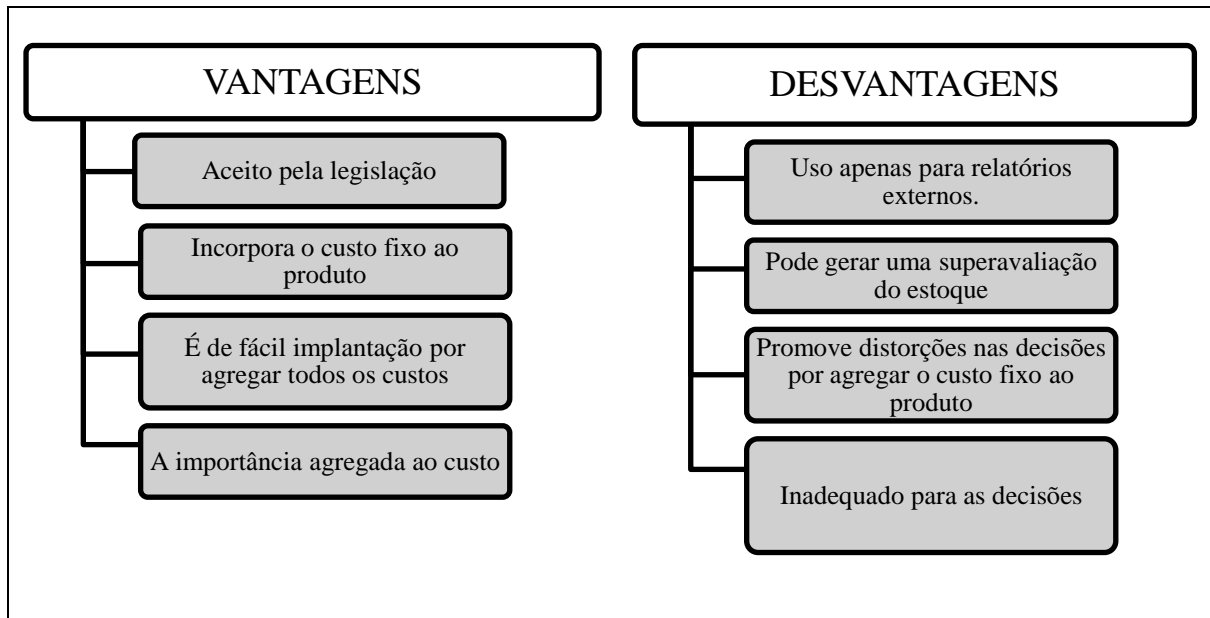 VANTAGENS
Aceito pela legislação
Incorpora o custo fixo ao
produto
É de fácil implantação por
agregar todos os custos
A importância agregada ao custo
DESVANTAGENS
Uso apenas para relatórios
externos.
Pode gerar uma superavaliação
do estoque
Promove distorções nas decisões
por agregar o custo fixo ao
produto
Inadequado para as decisões